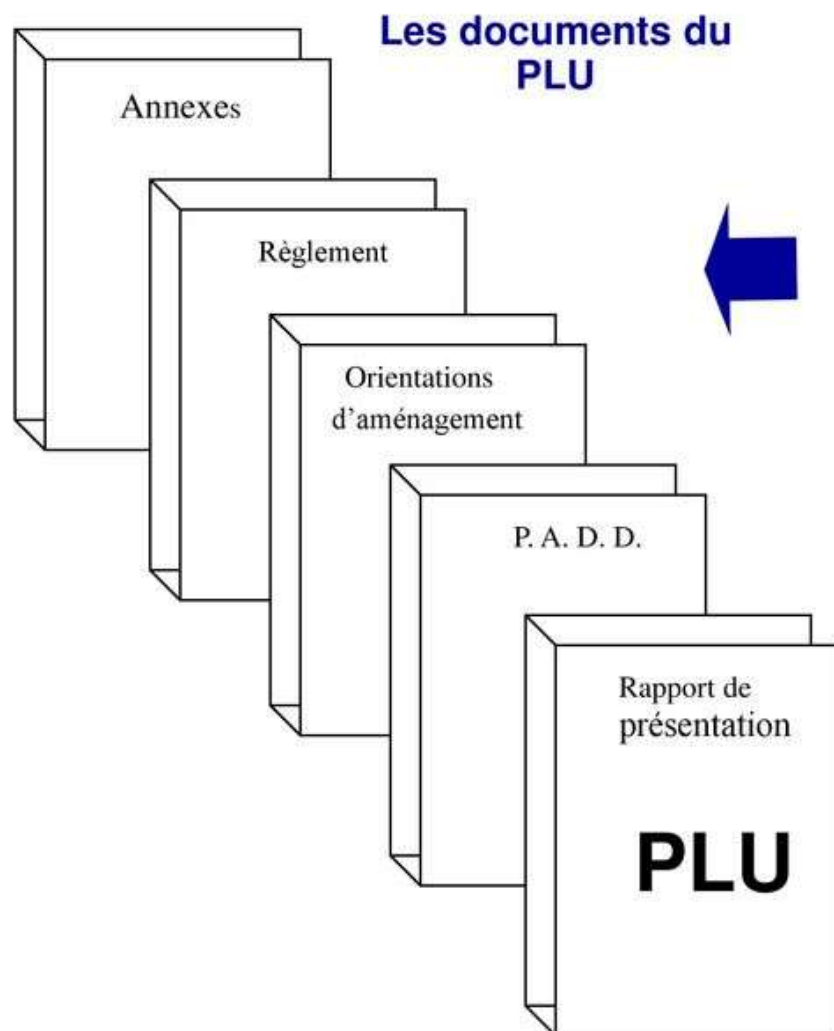 Les documents du
PLU
Annexes
Règlement
Orientations
d'aménagement
P. A. D. D.
Rapport de
présentation
PLU